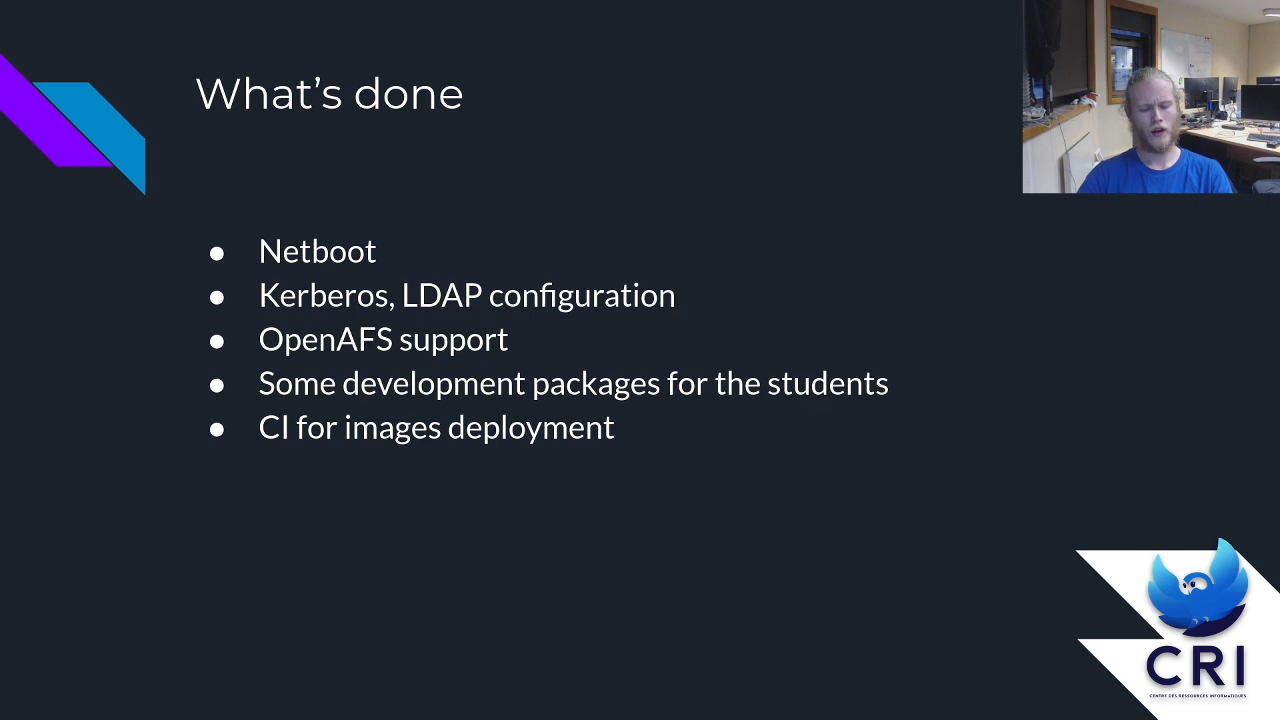 What’s done
● Netboot
● Kerberos, LDAP configuration
● OpenAFS support
● Some development packages for the students
● CI for images deployment
CRI
CENTRE DES RESSOURCES INFORMATIQUES